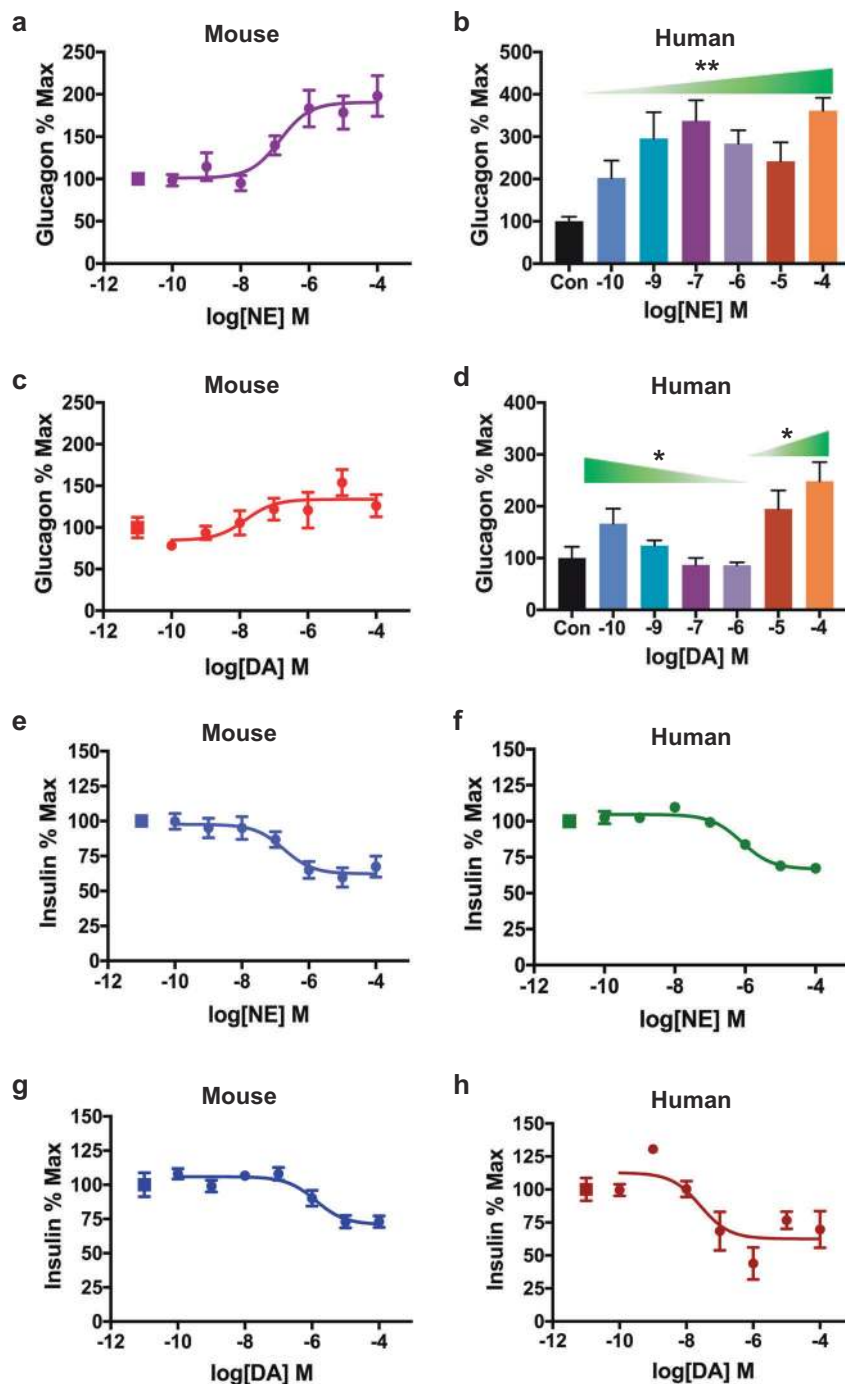 a
Mouse
Glucagon % Max
250
200
150
100
50
0
-12 -10 -8 -6 -4
log[NE] M
b
Human
**
Glucagon % Max
500
400
300
200
100
0
Con -10 -9 -7 -6 -5 -4
log[NE] M
c
Mouse
Glucagon % Max
250
200
150
100
50
0
-12 -10 -8 -6 -4
log[DA] M
d
Human
* *
Glucagon % Max
400
300
200
100
0
Con -10 -9 -7 -6 -5 -4
log[DA] M
e
Mouse
Insulin % Max
150
125
100
75
50
25
0
-12 -10 -8 -6 -4
log[NE] M
f
Human
Insulin % Max
150
125
100
75
50
25
0
-12 -10 -8 -6 -4
log[NE] M
g
Mouse
Insulin % Max
150
125
100
75
50
25
0
-12 -10 -8 -6 -4
log[DA] M
h
Human
Insulin % Max
150
125
100
75
50
25
0
-12 -10 -8 -6 -4
log[DA] M